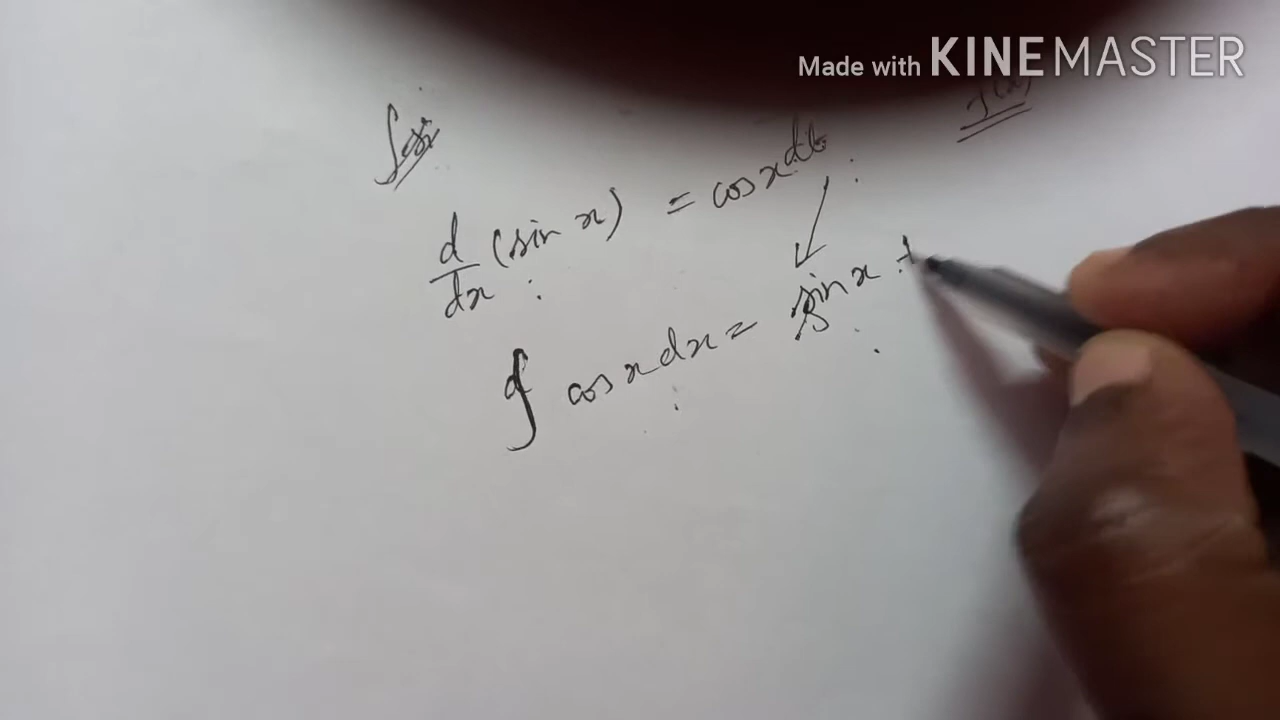 Made with KINEMASTER
d/dx (sin x) = cos x
∫ cos x dx = sin x +